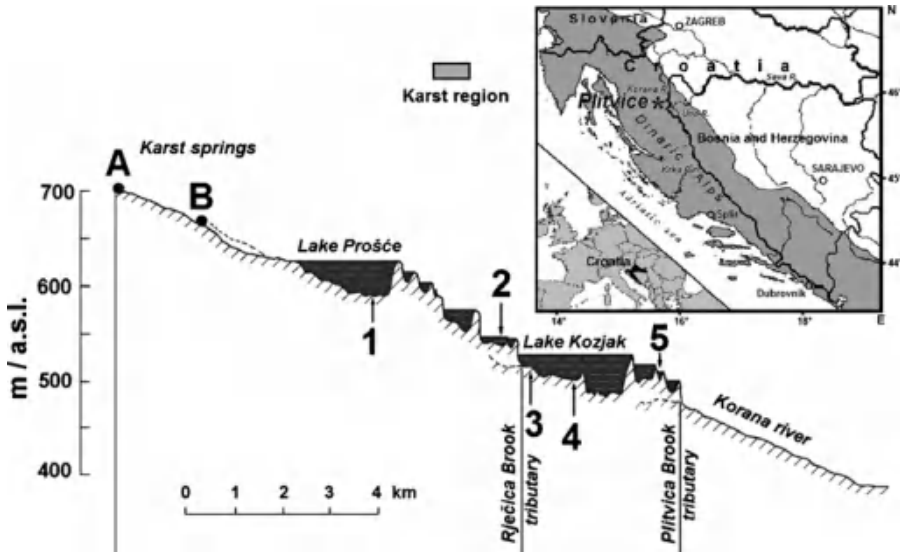 Karst region
A Karst springs
B
Lake Prošće
1
2
Lake Kozjak
5
3
4
Rječica Brook
tributary
Plitvica Brook
tributary
Korana river
m / a.s.l.
700
600
500
400
0 1 2 3 4 km
Slovenia
ZAGREB
N
Croatia
Sava R.
Korana R.
Plitvice *
Una R.
46°
Bosnia and Herzegovina
Dinaric Alps
Krka R.
SARAJEVO
45°
Adriatic sea
Split
Croatia
44°
Dubrovnik
14° 16° 18° E